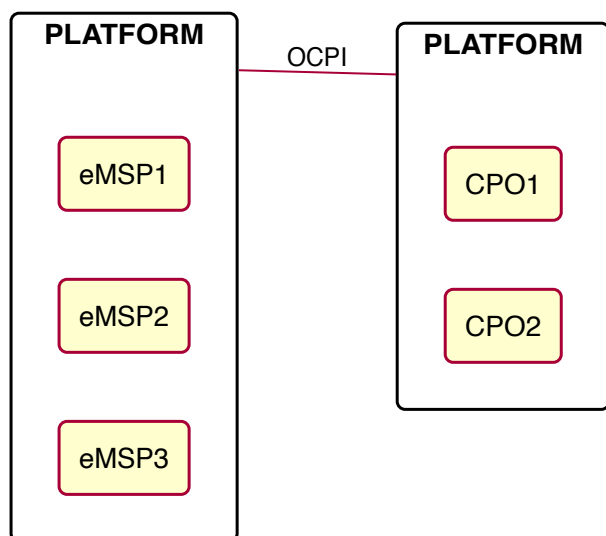 PLATFORM
OCPI
PLATFORM
eMSP1
eMSP2
eMSP3
CPO1
CPO2